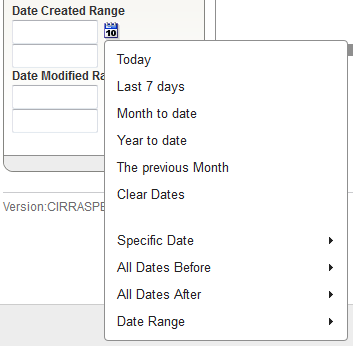 Date Created Range
10
Today
Last 7 days
Date Modified Ra
Month to date
Year to date
The previous Month
Clear Dates
Version:CIRRASPE
Specific Date
All Dates Before
All Dates After
Date Range